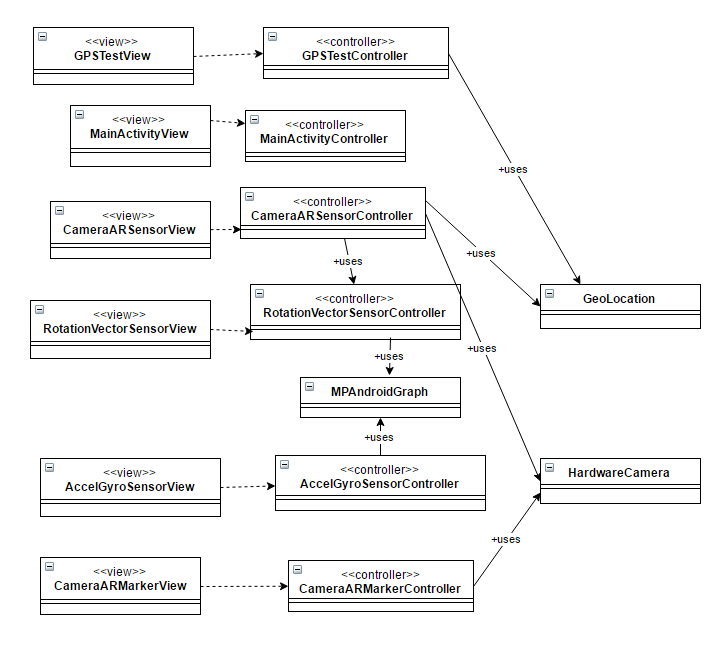 <<view>>
GPSTestView
<<controller>>
GPSTestController
<<view>>
MainActivityView
<<controller>>
MainActivityController
+uses
<<view>>
CameraARSensorView
<<controller>>
CameraARSensorController
+uses
+uses
<<view>>
RotationVectorSensorView
<<controller>>
RotationVectorSensorController
GeoLocation
+uses
+uses
MPAndroidGraph
+uses
<<view>>
AccelGyroSensorView
<<controller>>
AccelGyroSensorController
HardwareCamera
+uses
<<view>>
CameraARMarkerView
<<controller>>
CameraARMarkerController